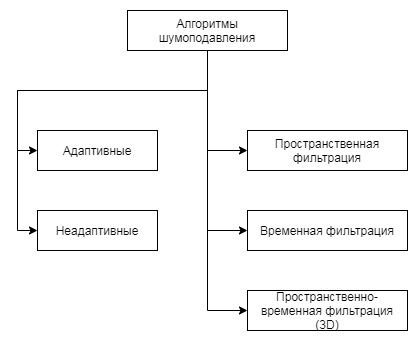 Алгоритмы
шумоподавления
Адаптивные
Неадаптивные
Пространственная
фильтрация
Временная фильтрация
Пространственно-
временная фильтрация
(3D)